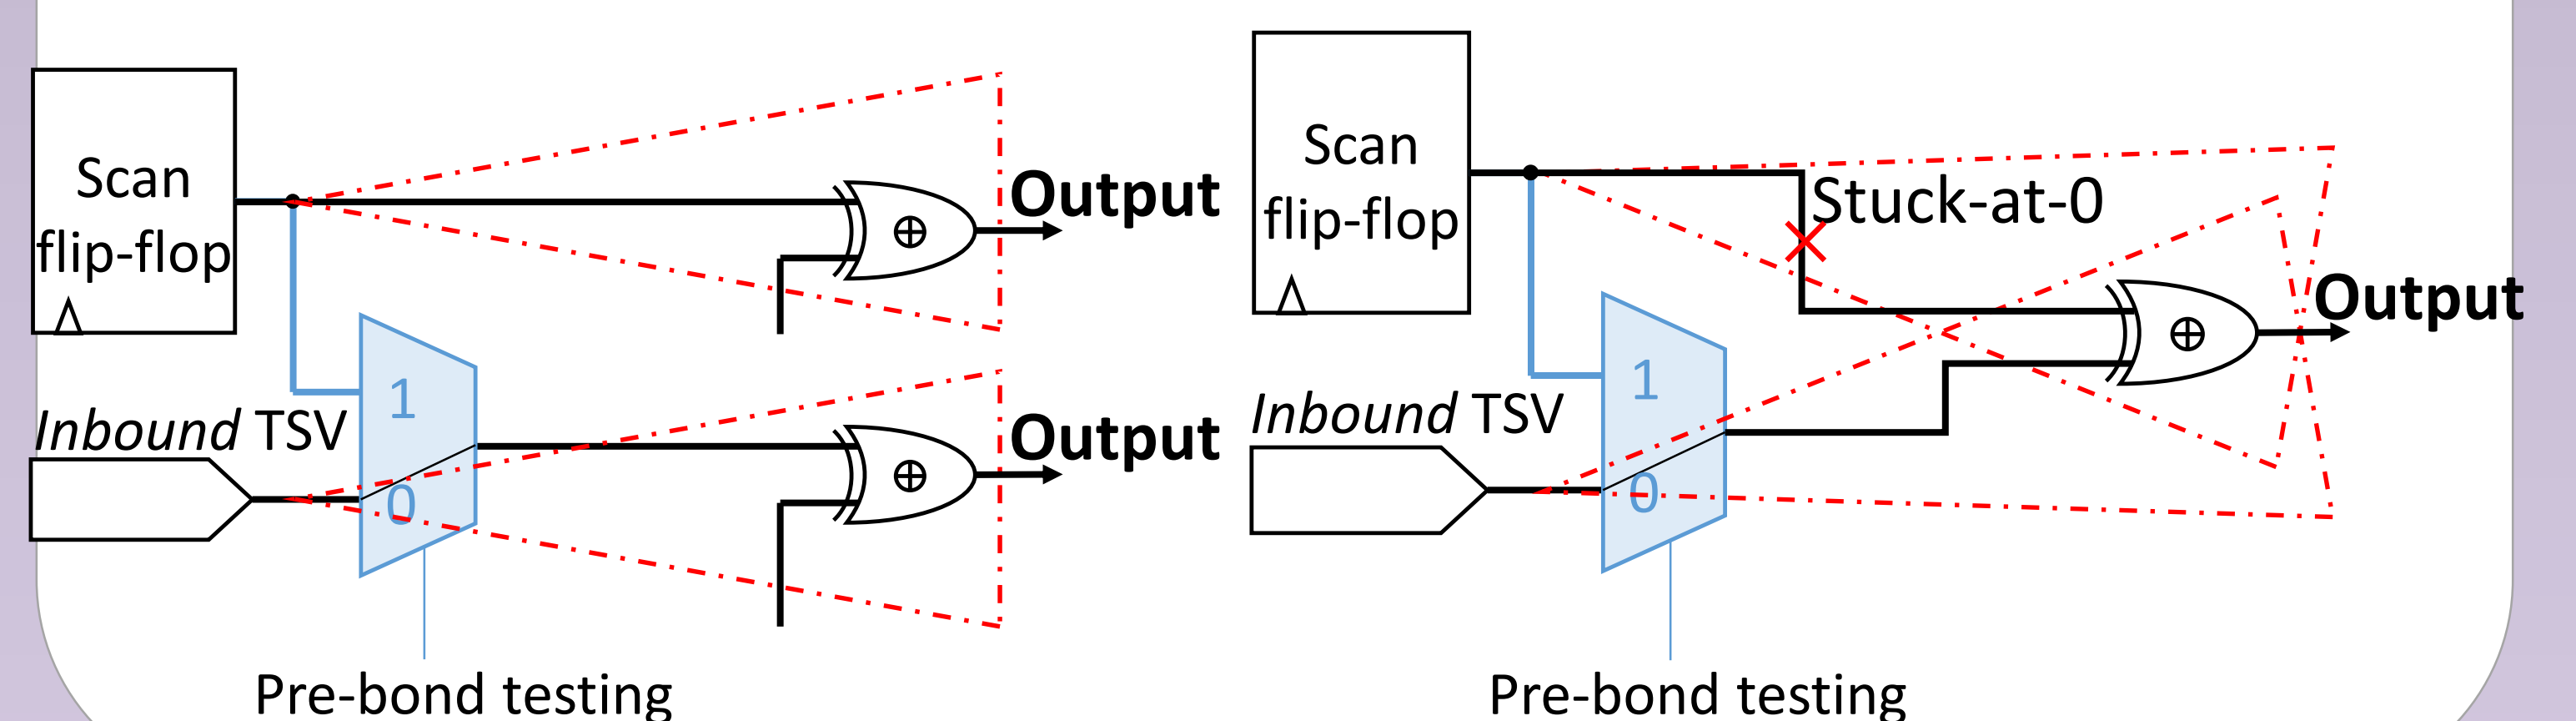 Scan
flip-flop
Output
1
Inbound TSV
0
Output
Pre-bond testing
Scan
flip-flop
Stuck-at-0
Output
1
Inbound TSV
0
Pre-bond testing